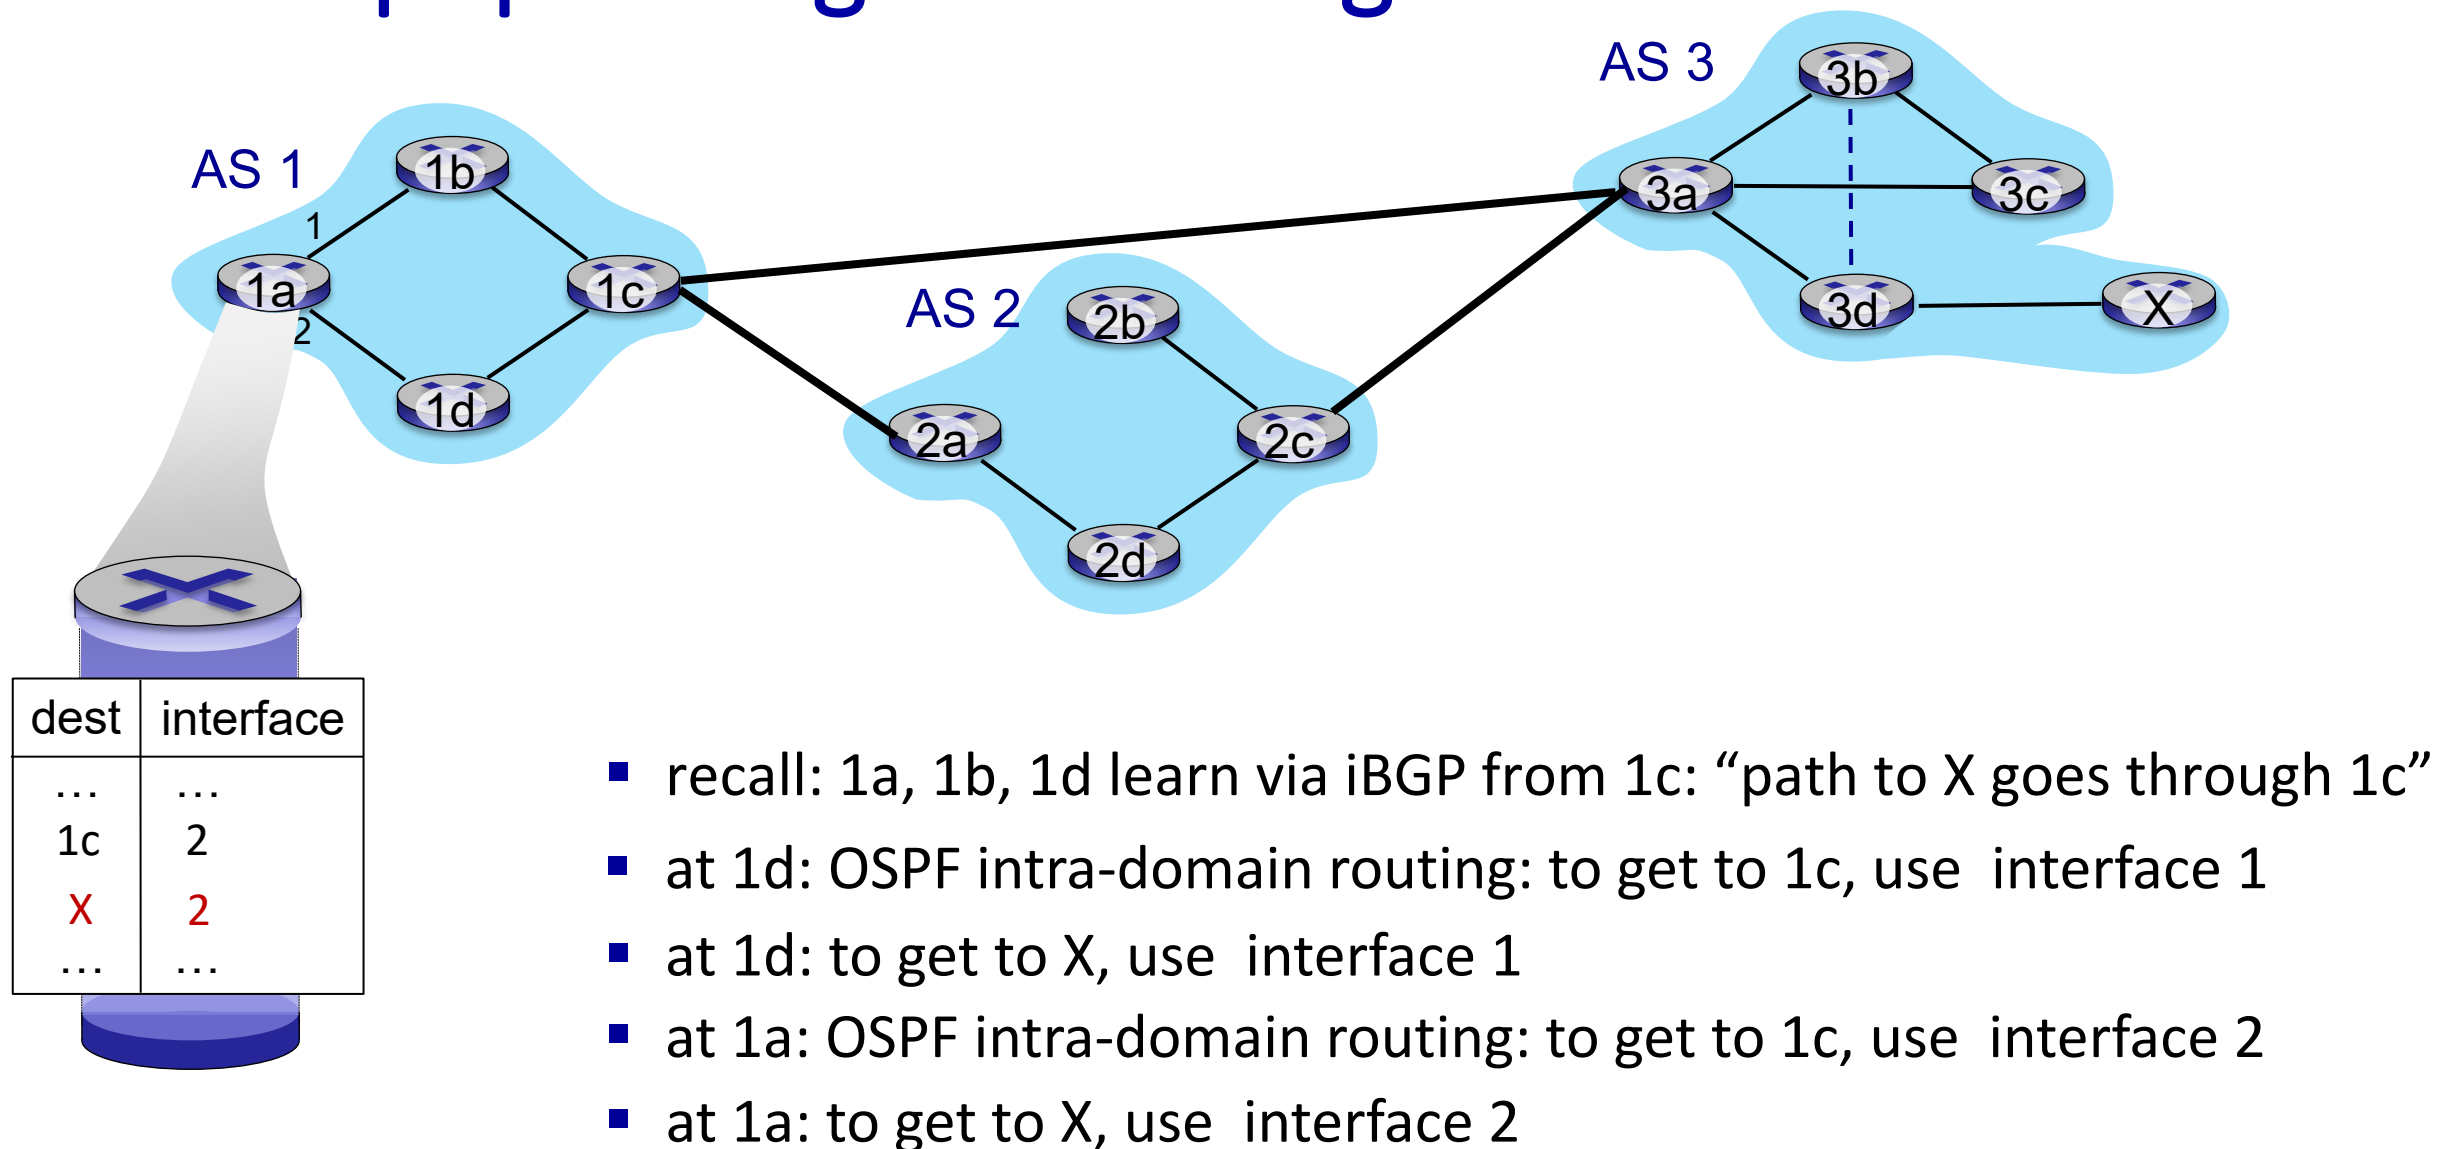 AS 3
3b
AS 1
1b
3a
3c
1
1a
1c
2
AS 2
2b
3d
X
1d
2a
2c
2d
dest interface
... ...
1c 2
X 2
... ...
▪ recall: 1a, 1b, 1d learn via iBGP from 1c: “path to X goes through 1c”
▪ at 1d: OSPF intra-domain routing: to get to 1c, use interface 1
▪ at 1d: to get to X, use interface 1
▪ at 1a: OSPF intra-domain routing: to get to 1c, use interface 2
▪ at 1a: to get to X, use interface 2